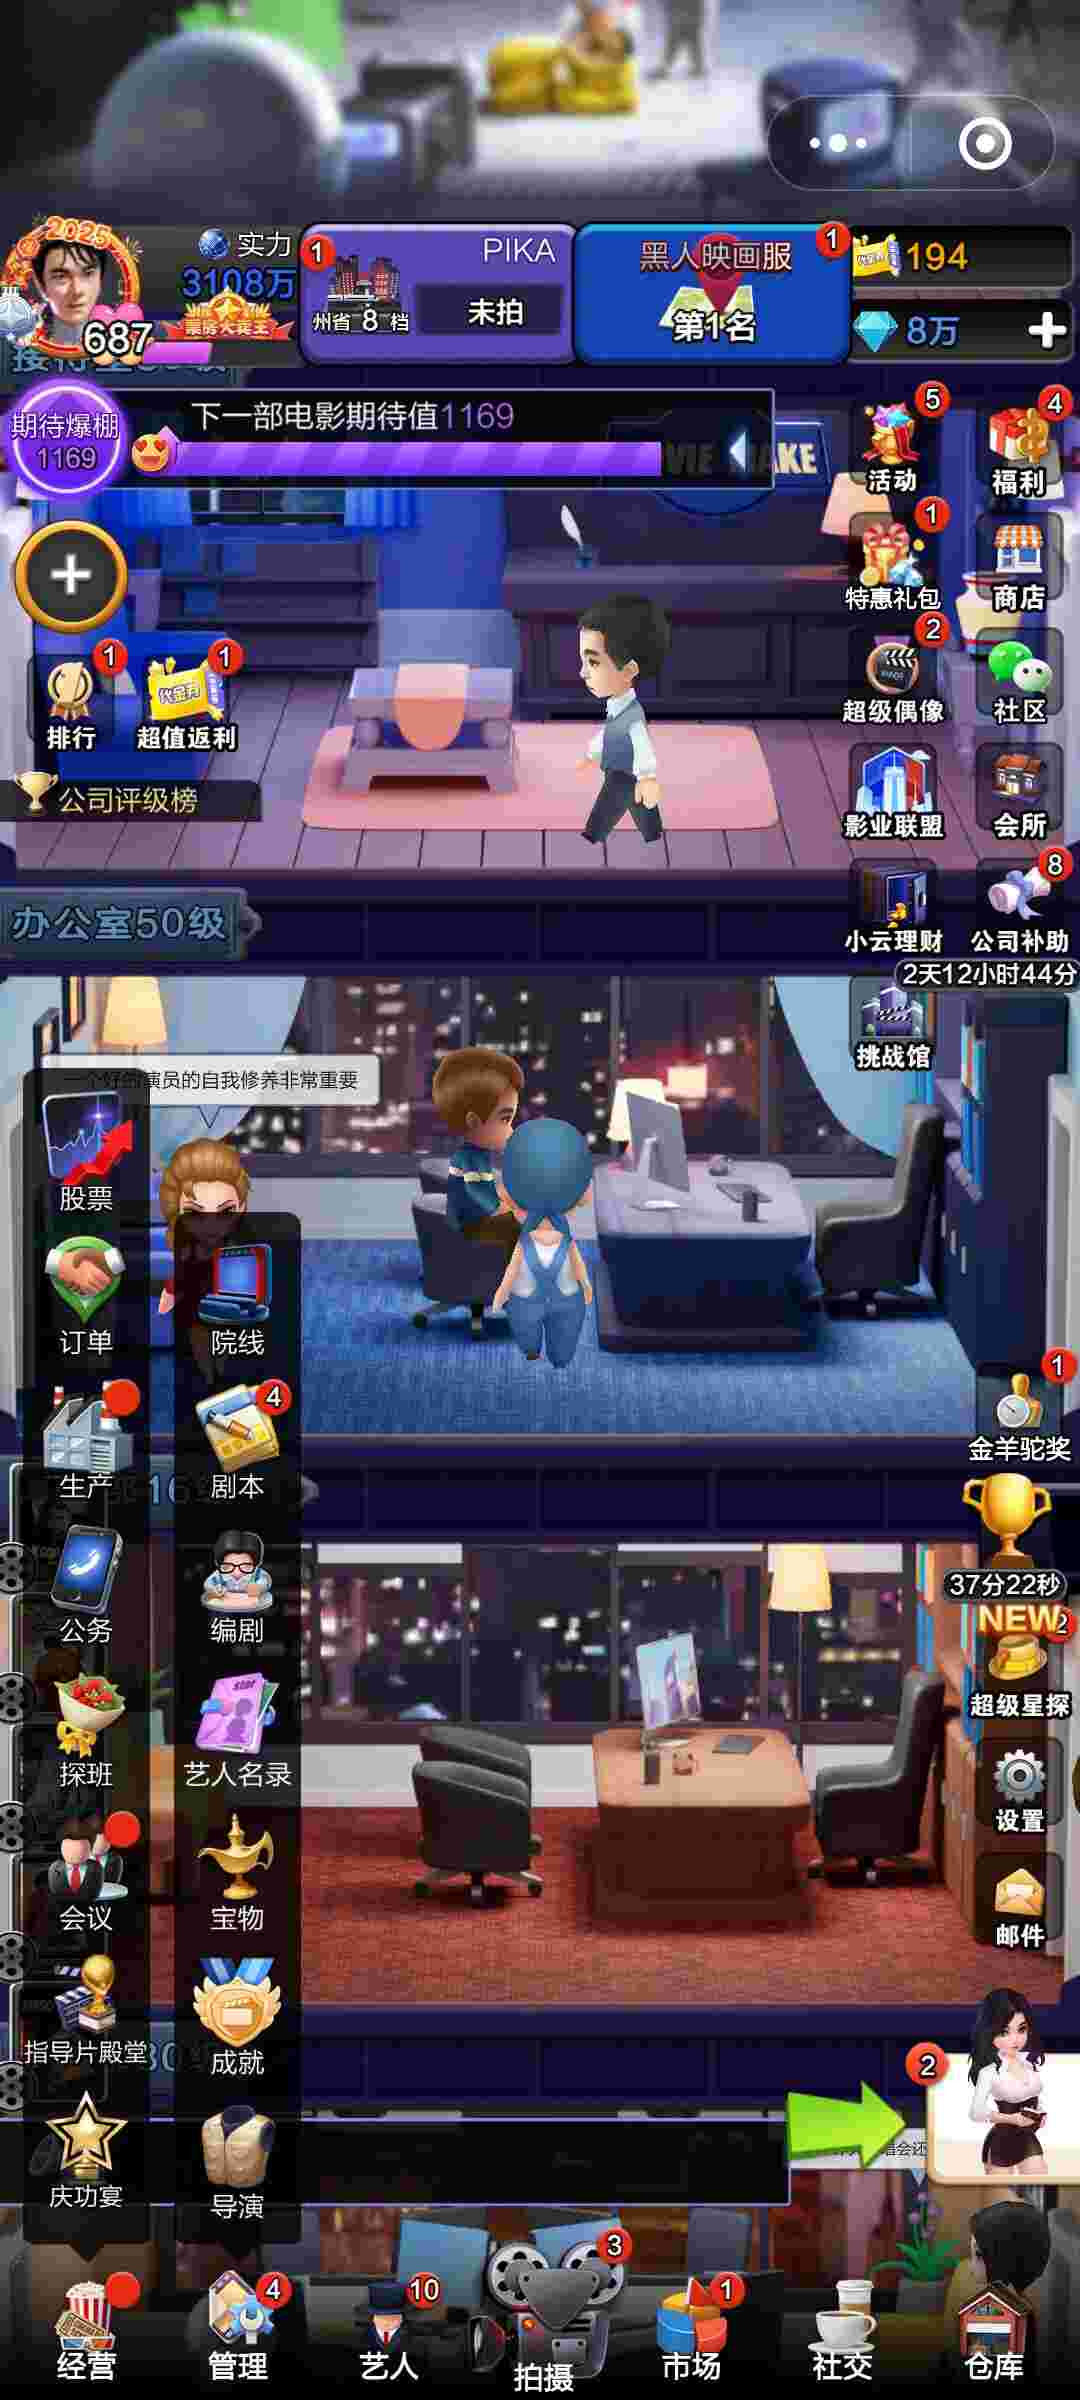 2025
实力
3108万
687
票房大赛王
1
PIKA
州省 8 档
未拍
黑人映画服
1
第1名
代金券
194
8万
期待爆棚
1169
下一部电影期待值1169
5
活动
4
福利
1
特惠礼包
商店
1
排行
代金券
1
超值返利
2
超级偶像
社区
公司评级榜
影业联盟
会所
办公室50级
小云理财
8
公司补助
2天12小时44分
挑战馆
一个好的演员的自我修养非常重要
股票
订单
院线
1
金羊驼奖
生产
4
剧本
37分22秒
NEW
2
超级星探
公务
编剧
star
探班
艺人名录
设置
会议
宝物
邮件
指导片殿堂
成就
2
庆功宴
导演
经营
4
管理
10
艺人
3
拍摄
1
市场
社交
仓库